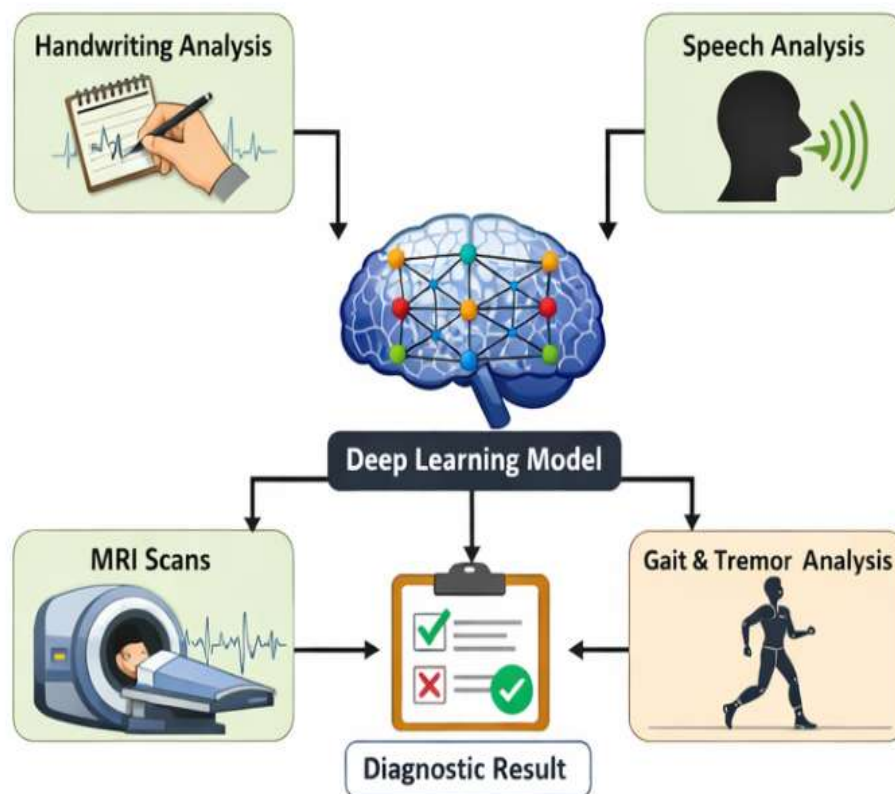 Handwriting Analysis
Speech Analysis
Deep Learning Model
MRI Scans
Gait & Tremor Analysis
Diagnostic Result